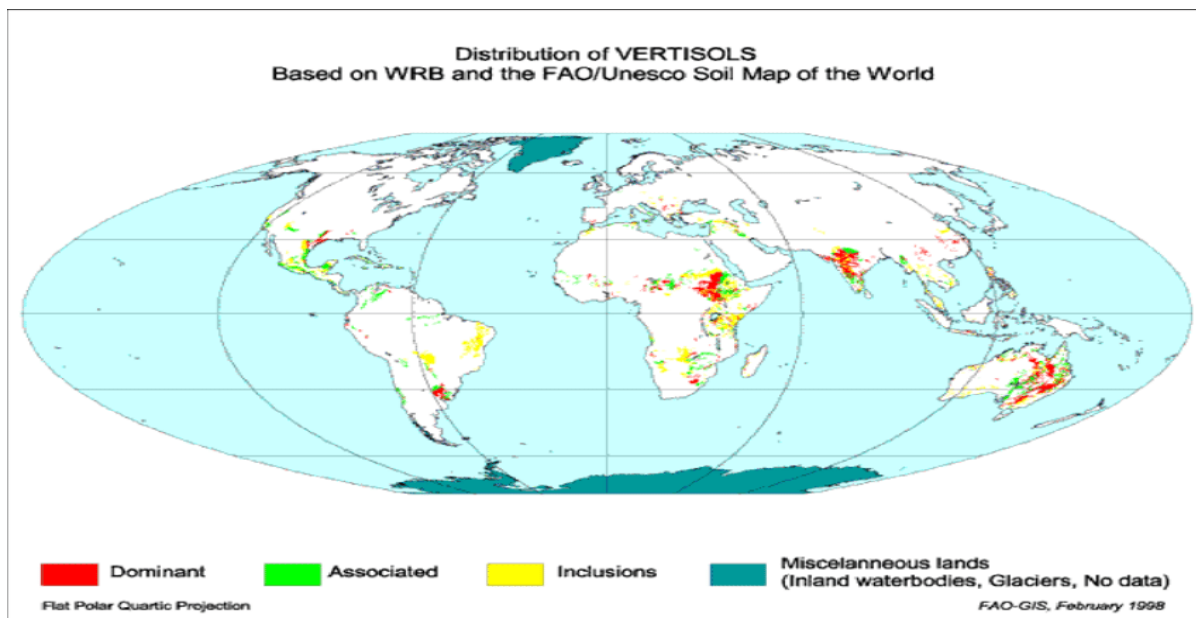 Distribution of VERTISOLS
Based on WRB and the FAO/Unesco Soil Map of the World
Dominant
Associated
Inclusions
Miscelanneous lands
(Inland waterbodies, Glaciers, No data)
Flat Polar Quartic Projection
FAO-GIS, February 1998